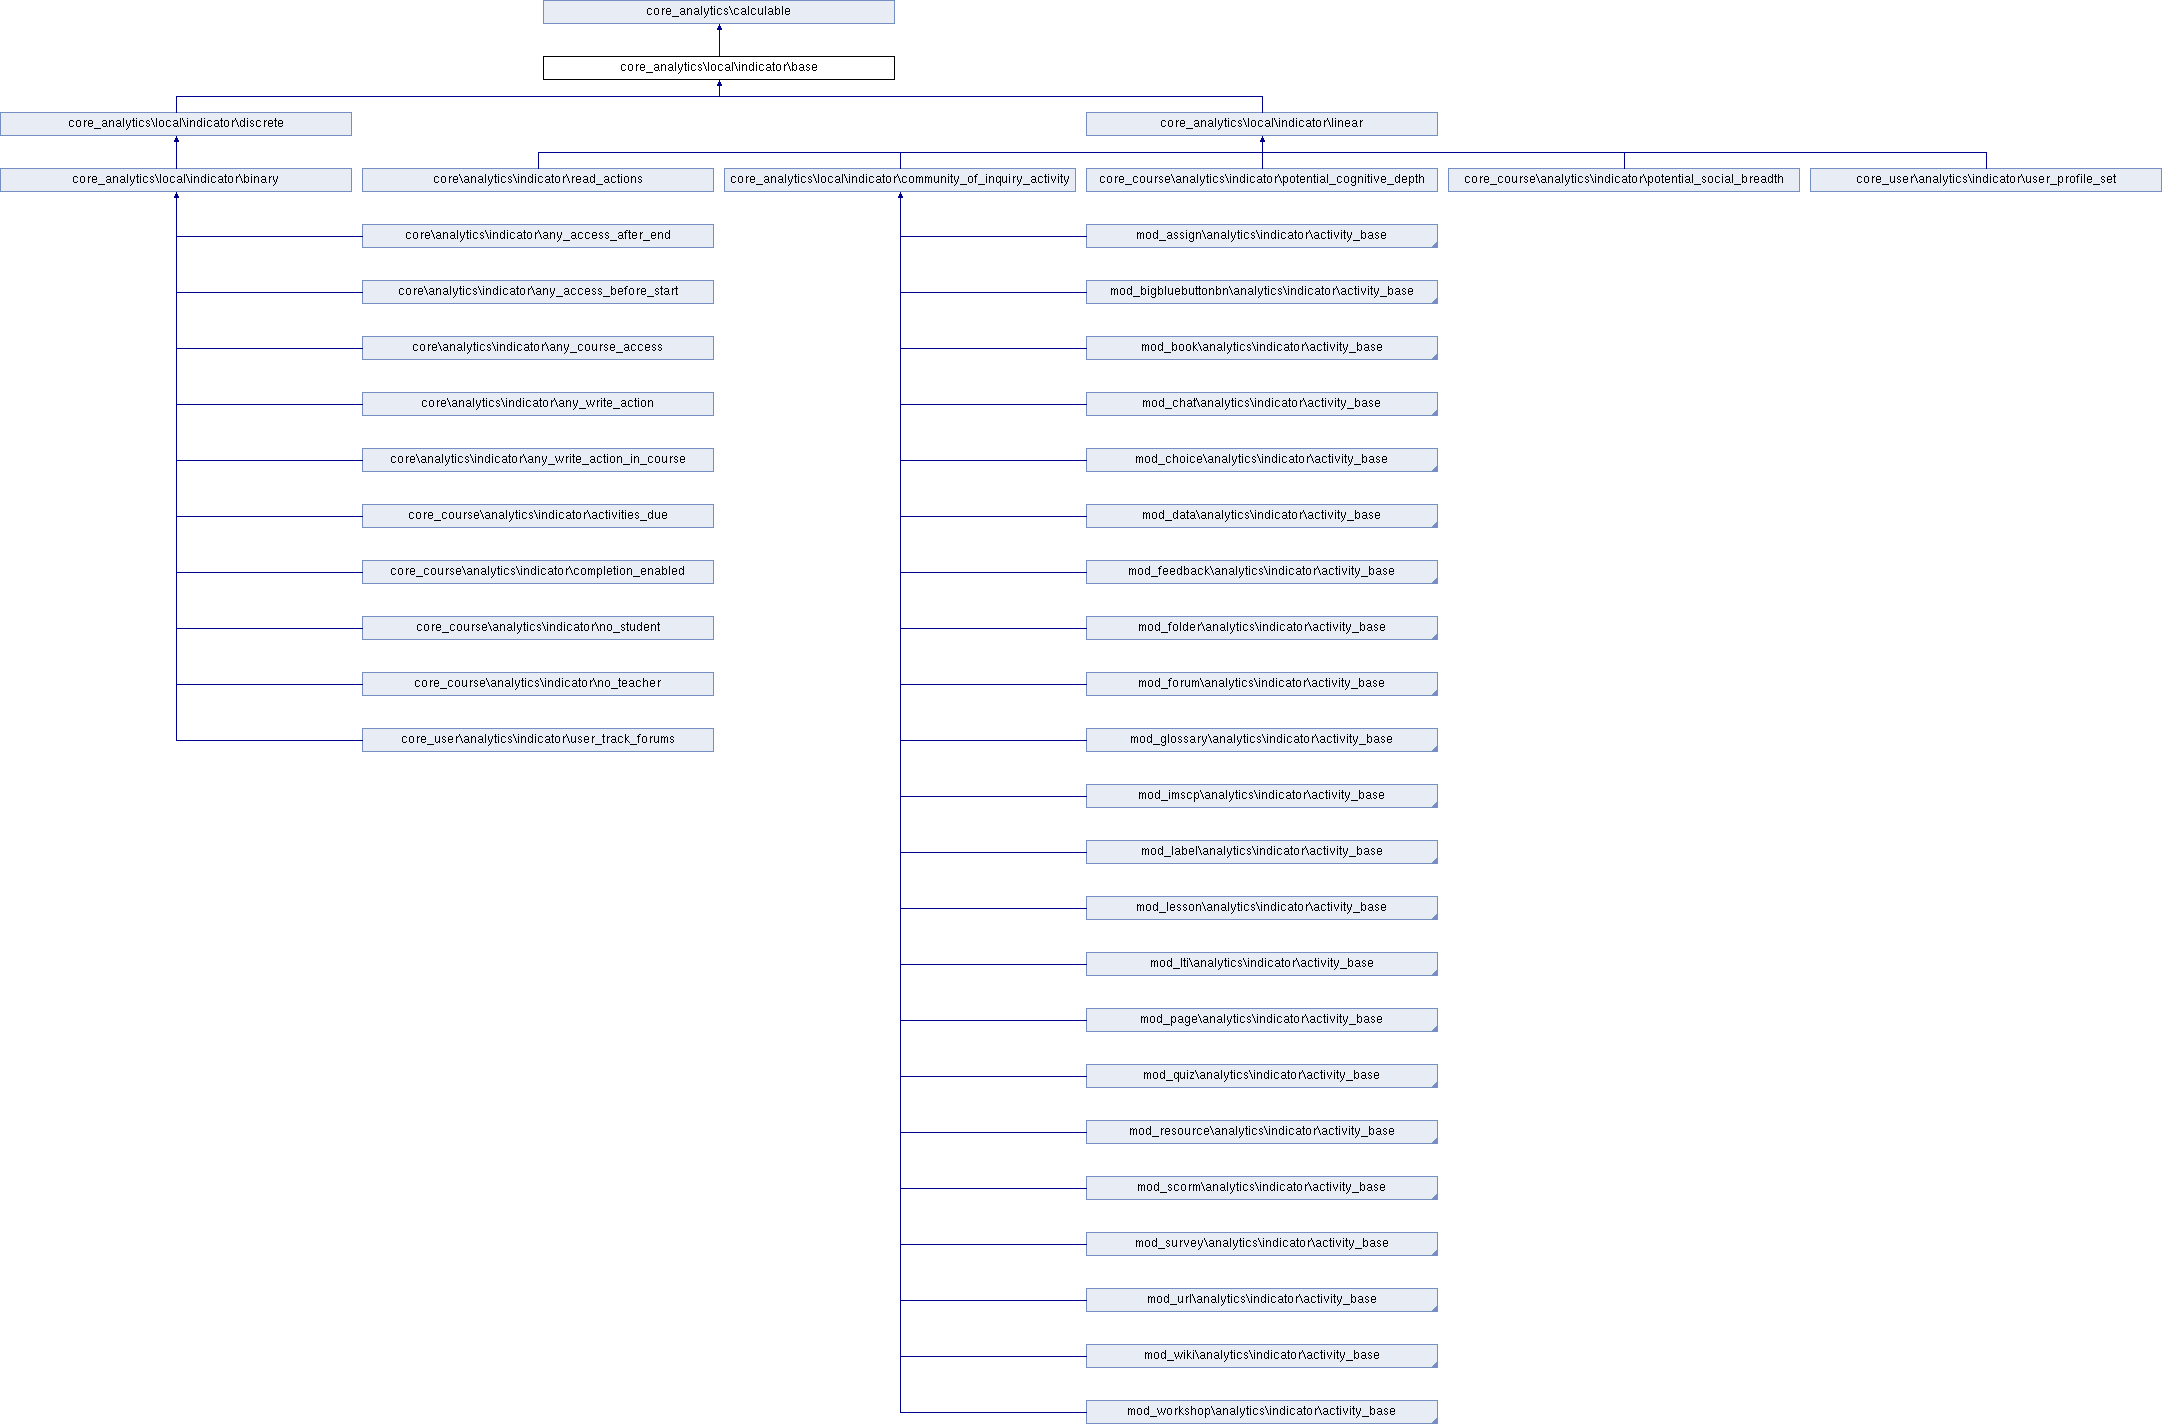 core_analytics\calculable
core_analytics\local\indicator\base
core_analytics\local\indicator\discrete
core_analytics\local\indicator\linear
core_analytics\local\indicator\binary
core\analytics\indicator\read_actions
core_analytics\local\indicator\community_of_inquiry_activity
core_course\analytics\indicator\potential_cognitive_depth
core_course\analytics\indicator\potential_social_breadth
core_user\analytics\indicator\user_profile_set
core\analytics\indicator\any_access_after_end
mod_assign\analytics\indicator\activity_base
core\analytics\indicator\any_access_before_start
mod_bigbluebuttonbn\analytics\indicator\activity_base
core\analytics\indicator\any_course_access
mod_book\analytics\indicator\activity_base
core\analytics\indicator\any_write_action
mod_chat\analytics\indicator\activity_base
core\analytics\indicator\any_write_action_in_course
mod_choice\analytics\indicator\activity_base
core_course\analytics\indicator\activities_due
mod_data\analytics\indicator\activity_base
core_course\analytics\indicator\completion_enabled
mod_feedback\analytics\indicator\activity_base
core_course\analytics\indicator\no_student
mod_folder\analytics\indicator\activity_base
core_course\analytics\indicator\no_teacher
mod_forum\analytics\indicator\activity_base
core_user\analytics\indicator\user_track_forums
mod_glossary\analytics\indicator\activity_base
mod_imscp\analytics\indicator\activity_base
mod_label\analytics\indicator\activity_base
mod_lesson\analytics\indicator\activity_base
mod_lti\analytics\indicator\activity_base
mod_page\analytics\indicator\activity_base
mod_quiz\analytics\indicator\activity_base
mod_resource\analytics\indicator\activity_base
mod_scorm\analytics\indicator\activity_base
mod_survey\analytics\indicator\activity_base
mod_url\analytics\indicator\activity_base
mod_wiki\analytics\indicator\activity_base
mod_workshop\analytics\indicator\activity_base